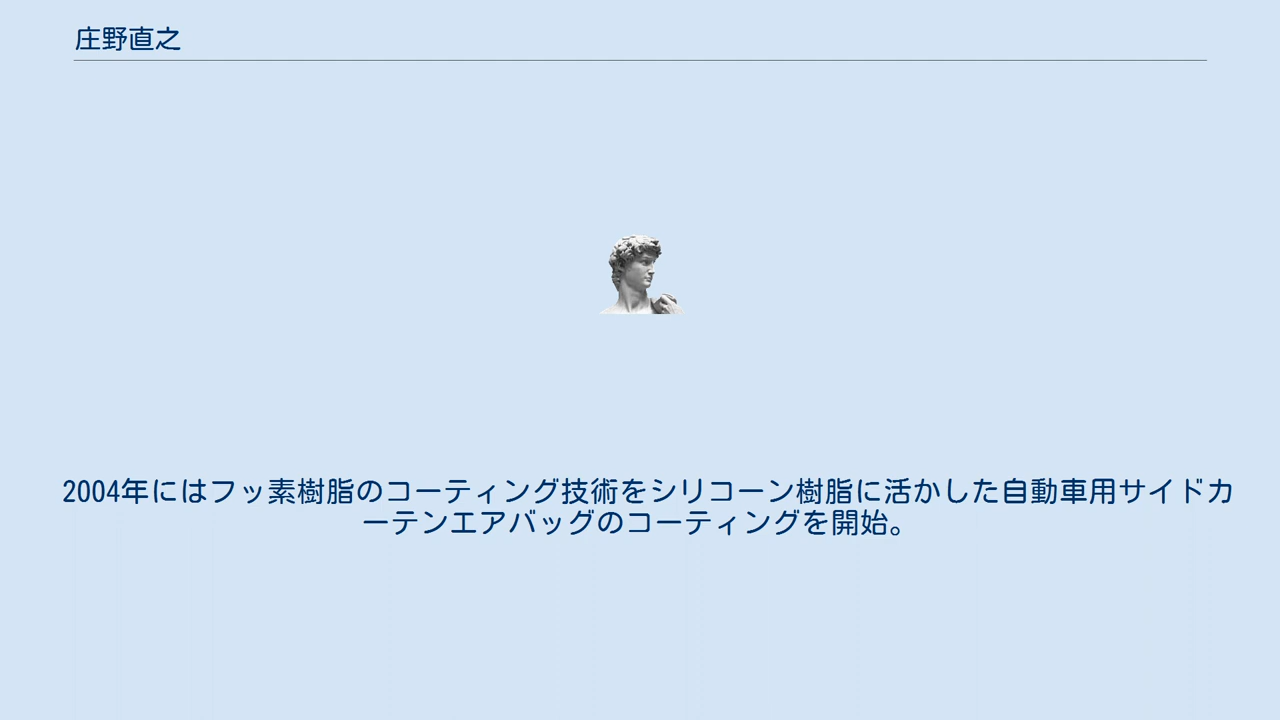 庄野直之
2004年にはフッ素樹脂のコーティング技術をシリコーン樹脂に活かした自動車用サイドカ
ーテンエアバッグのコーティングを開始。